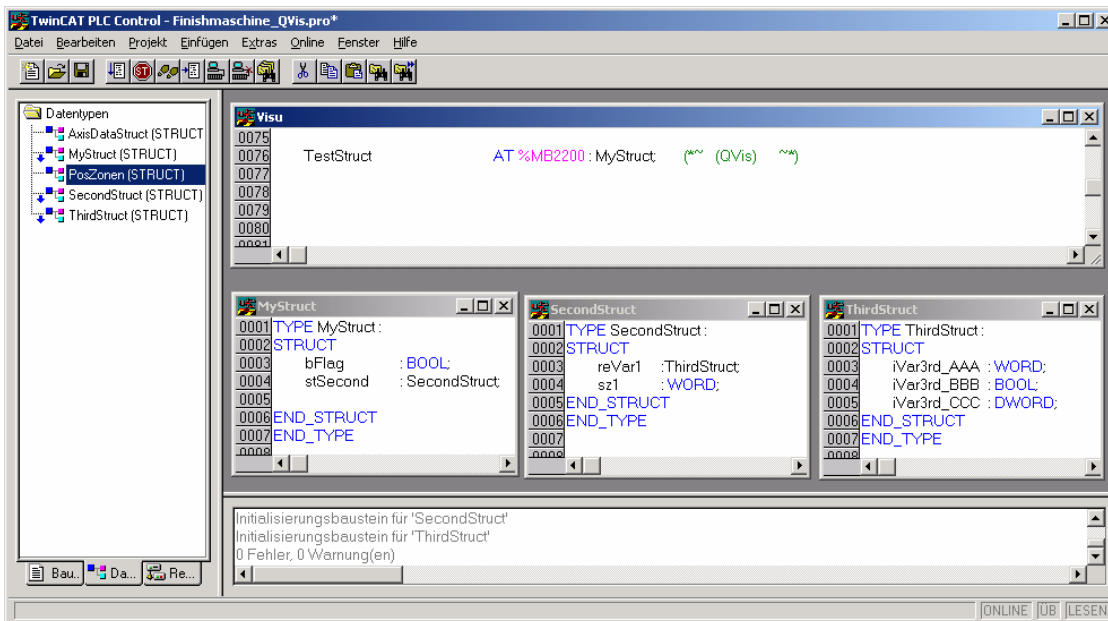 TwinCAT PLC Control - Finishmaschine_QVis.pro*
Datei Bearbeiten Projekt Einfügen Extras Online Fenster Hilfe
Datentypen
AxisDataStruct (STRUCT
MyStruct (STRUCT)
PosZonen (STRUCT)
SecondStruct (STRUCT)
ThirdStruct (STRUCT)
Bau.. Da... Re...
Visu
0075
0076 TestStruct AT %MB2200 : MyStruct; (*~ (QVis) ~*)
0077
0078
0079
0080
0081
MyStruct
0001 TYPE MyStruct :
0002 STRUCT
0003 bFlag : BOOL;
0004 stSecond : SecondStruct;
0005
0006 END_STRUCT
0007 END_TYPE
0008
SecondStruct
0001 TYPE SecondStruct :
0002 STRUCT
0003 reVar1 :ThirdStruct;
0004 sz1 :WORD;
0005 END_STRUCT
0006 END_TYPE
0007
0008
ThirdStruct
0001 TYPE ThirdStruct :
0002 STRUCT
0003 iVar3rd_AAA : WORD;
0004 iVar3rd_BBB : BOOL;
0005 iVar3rd_CCC : DWORD;
0006 END_STRUCT
0007 END_TYPE
0008
Initialisierungsbaustein für 'SecondStruct'
Initialisierungsbaustein für 'ThirdStruct'
0 Fehler, 0 Warnung(en)
ONLINE ÜB LESEN